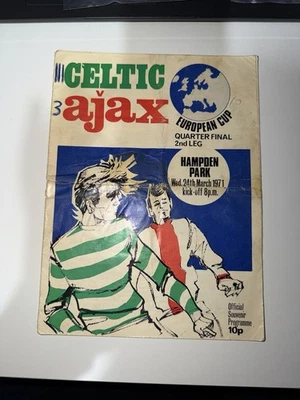 CELTIC
3 ajax
EUROPEAN CUP
QUARTER FINAL
2ND LEG
HAMPDEN
PARK
Wed. 24th March 1971
kick-off 8p.m.
Official
Souvenir
Programme
10p